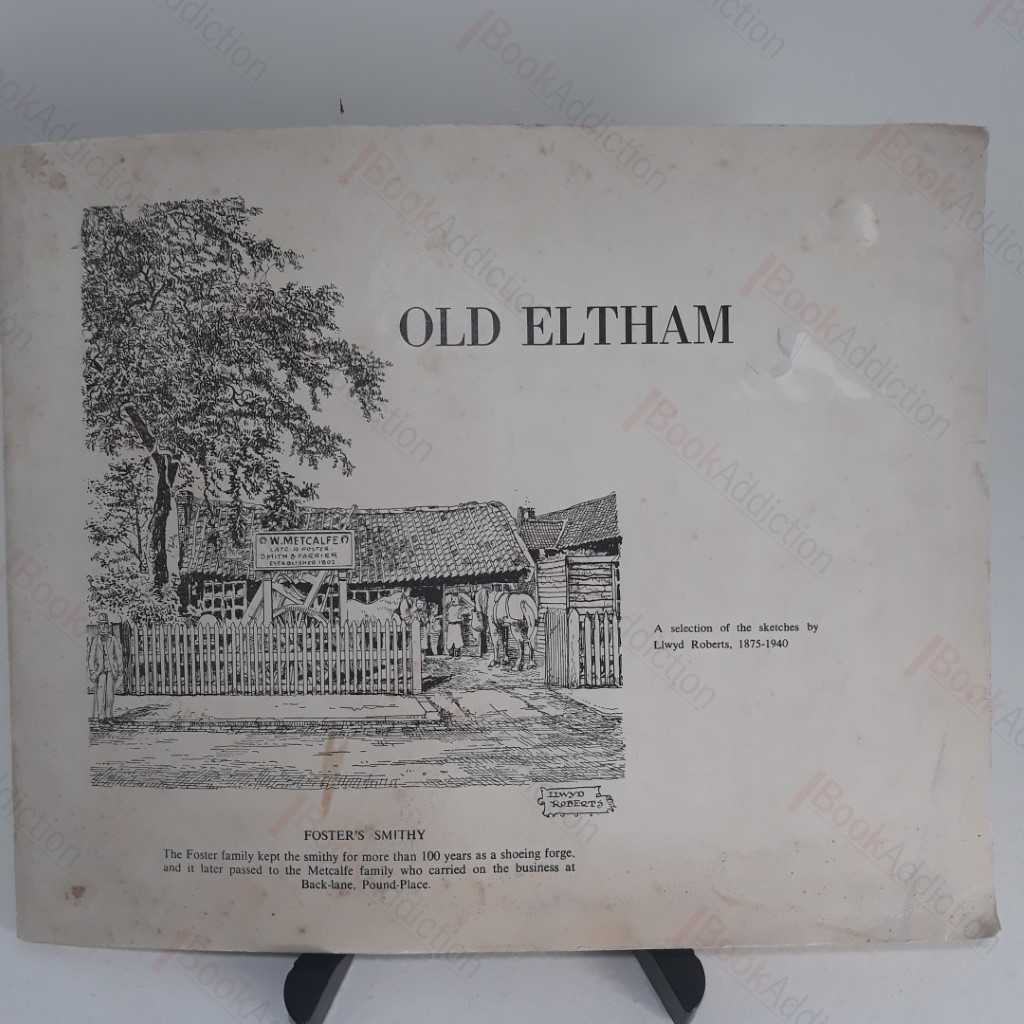 OLD ELTHAM
W. METCALFE
LATE. R. FOSTER.
SMITH & FARRIER
ESTABLISHED 1802
A selection of the sketches by
Llwyd Roberts, 1875-1940
LLWYD
ROBERTS
FOSTER'S SMITHY
The Foster family kept the smithy for more than 100 years as a shoeing forge,
and it later passed to the Metcalfe family who carried on the business at
Back-lane, Pound-Place.
BookAddiction